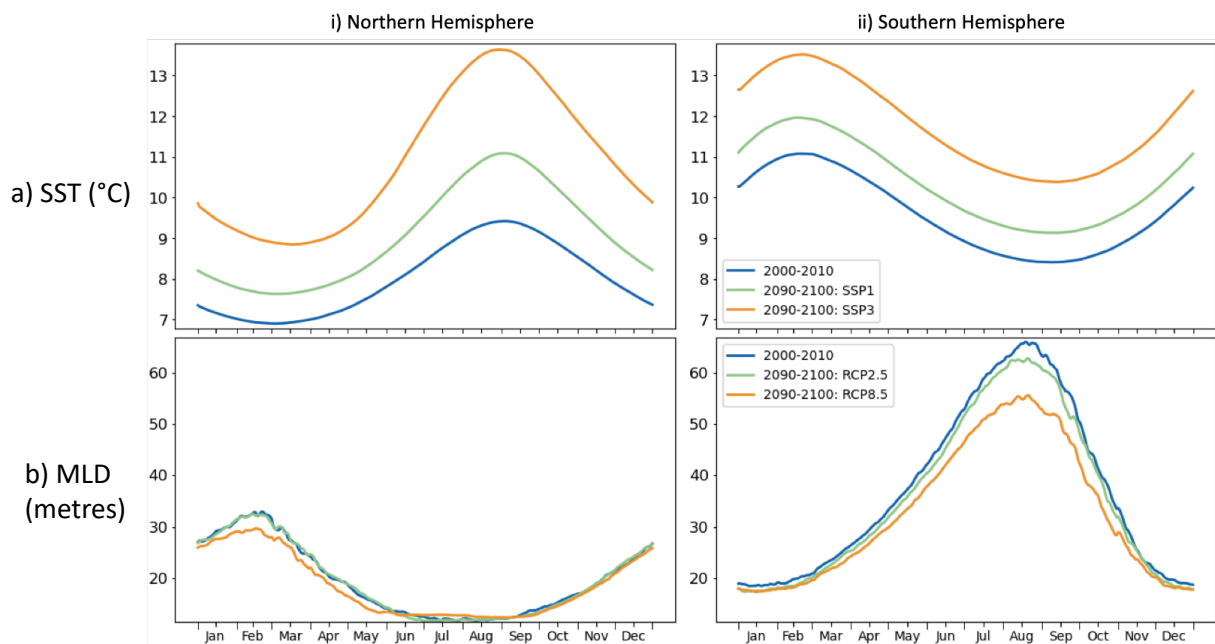 i) Northern Hemisphere
ii) Southern Hemisphere
a) SST (°C)
13
12
11
10
9
8
7
13
12
11
10
9
8
7
2000-2010
2090-2100: SSP1
2090-2100: SSP3
b) MLD
(metres)
60
50
40
30
20
Jan Feb Mar Apr May Jun Jul Aug Sep Oct Nov Dec
60
50
40
30
20
2000-2010
2090-2100: RCP2.5
2090-2100: RCP8.5
Jan Feb Mar Apr May Jun Jul Aug Sep Oct Nov Dec